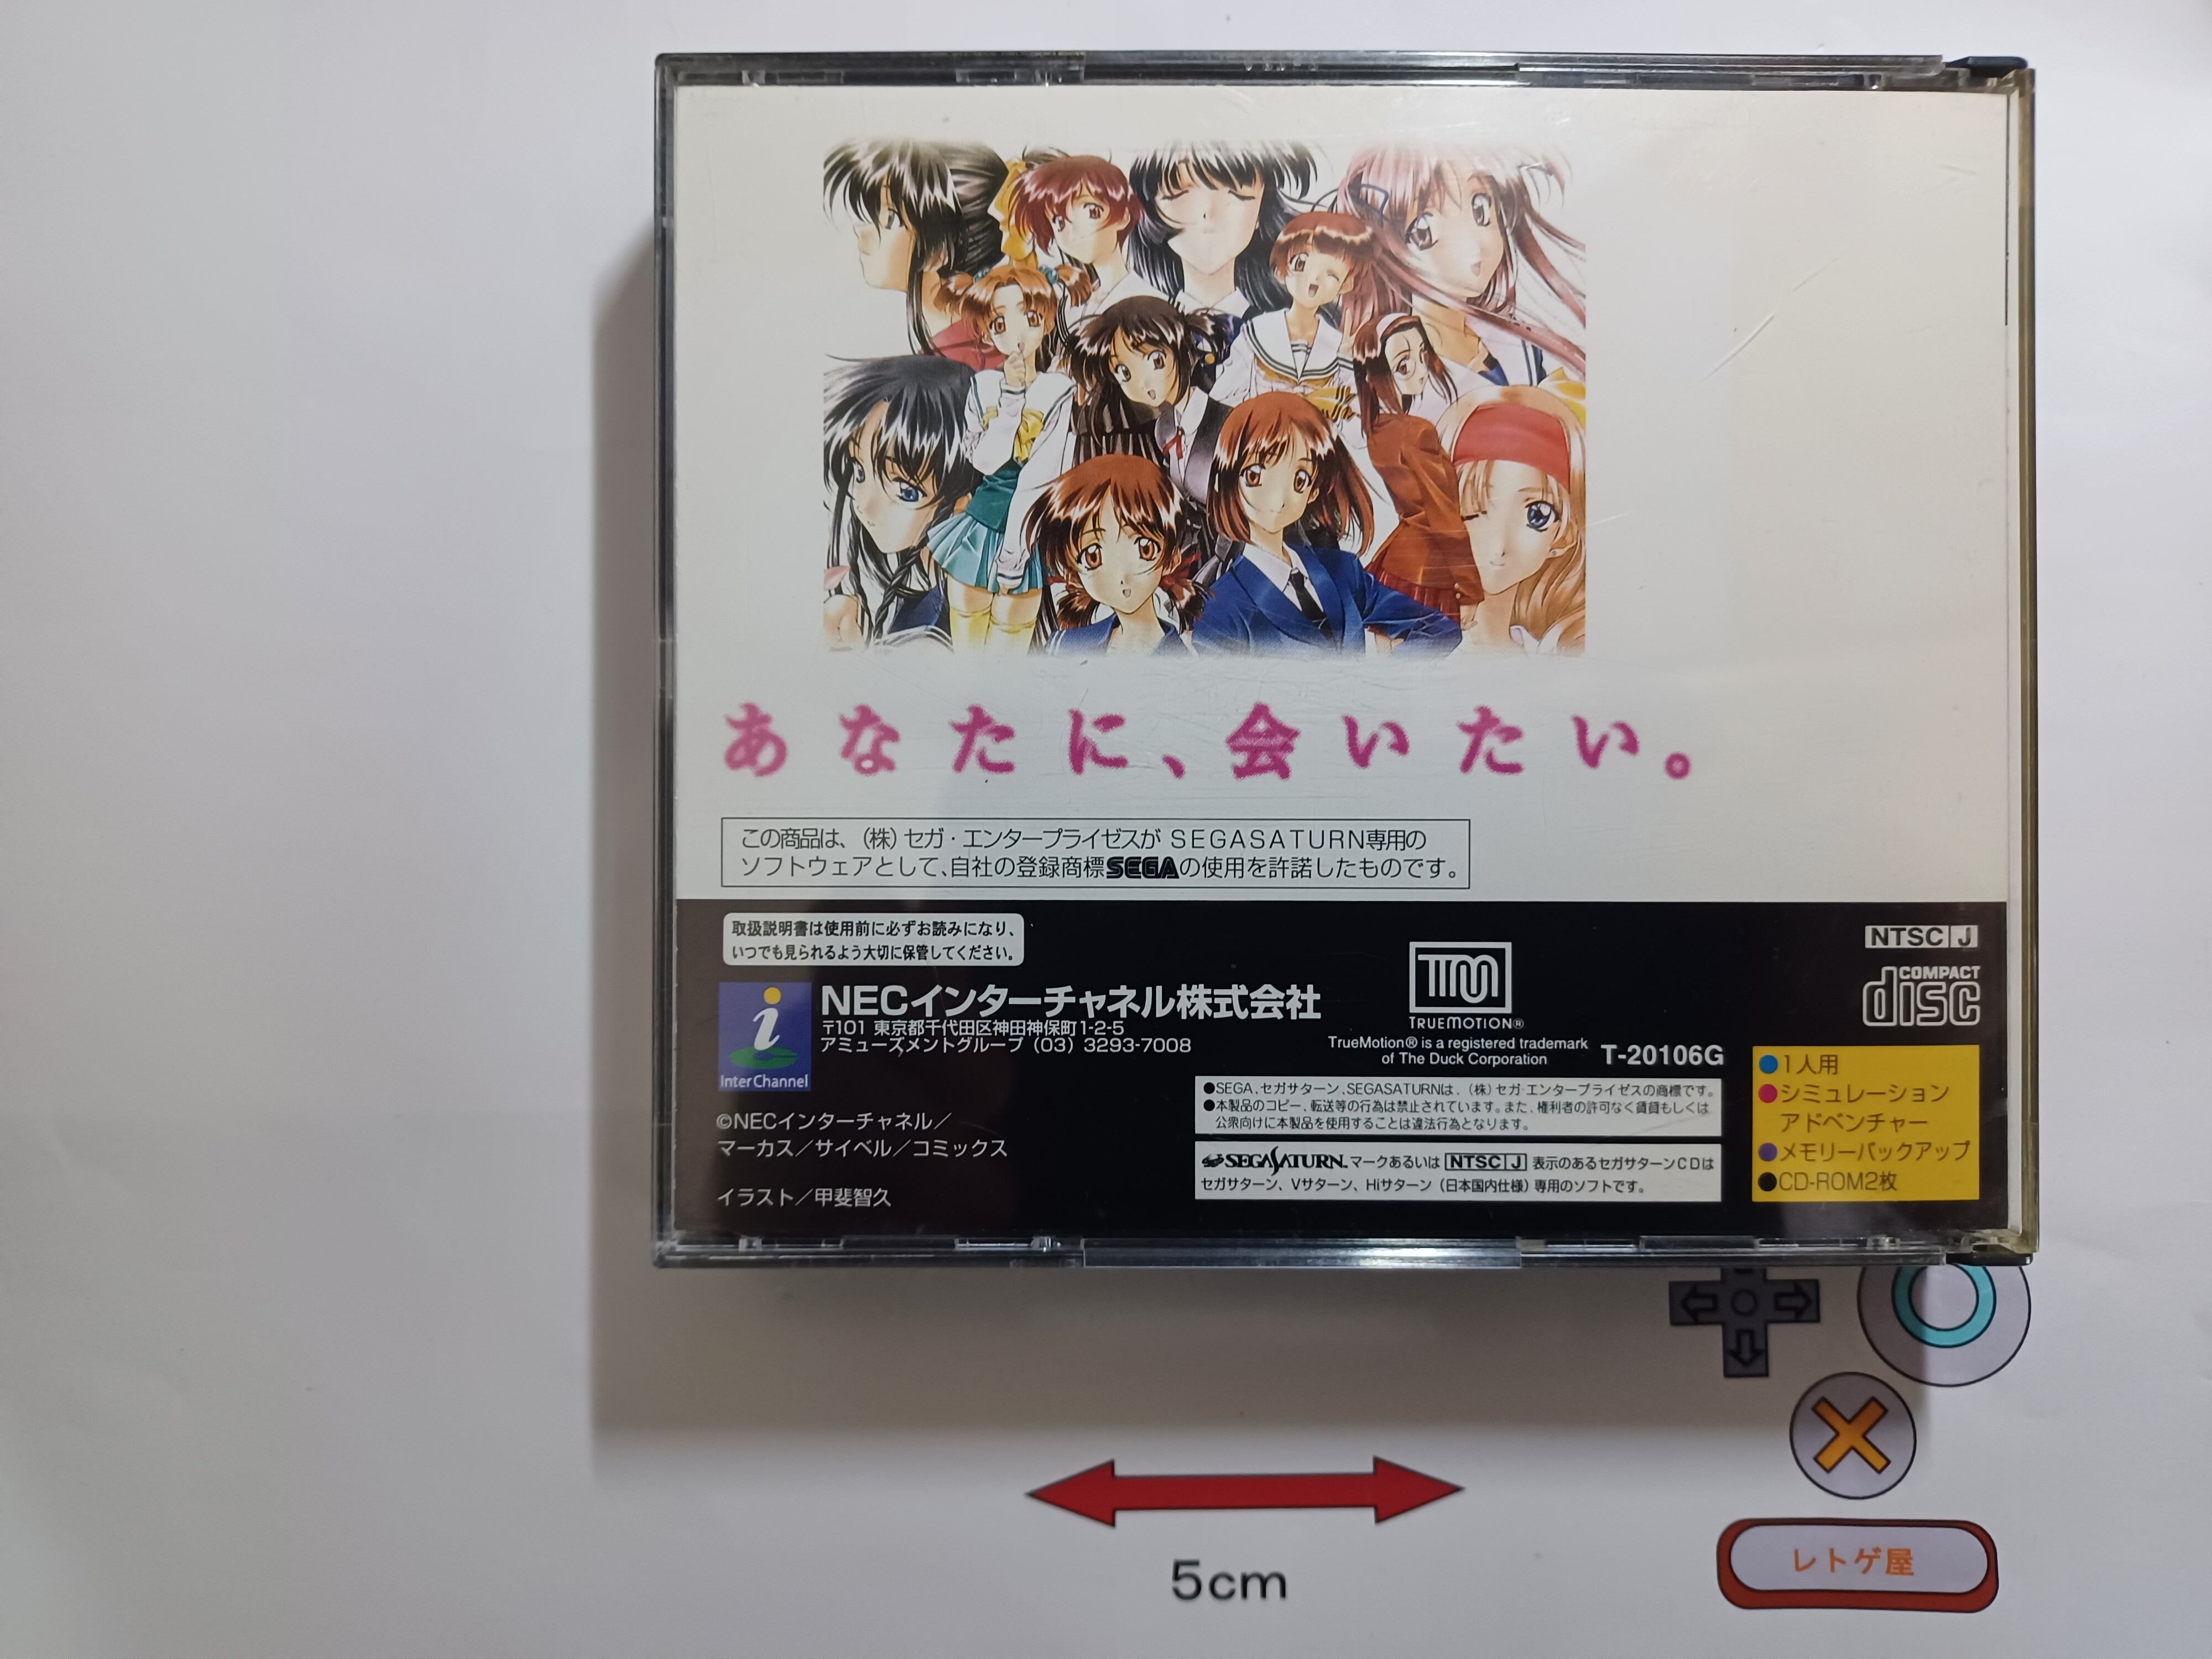 あなたに、会いたい。
この商品は、(株)セガ・エンタープライゼスがSEGASATURN専用の
ソフトウェアとして、自社の登録商標SEGAの使用を許諾したものです。
取扱説明書は使用前に必ずお読みになり、
いつでも見られるよう大切に保管してください。
NTSC J
COMPACT
disc
i
InterChannel
NECインターチャネル株式会社
〒101 東京都千代田区神田神保町1-2-5
アミューズメントグループ (03) 3293-7008
TM
TRUEMOTION®
TrueMotion® is a registered trademark
of The Duck Corporation
T-20106G
●SEGA、セガサターン、SEGASATURNは、(株)セガ・エンタープライゼスの商標です。
●本製品のコピー、転送等の行為は禁止されています。また、権利者の許可なく賃貸もしくは
公衆向けに本製品を使用することは違法行為となります。
SEGASATURN™マークあるいは NTSC J 表示のあるセガサターンCDは
セガサターン、Vサターン、Hiサターン(日本国内仕様)専用のソフトです。
●1人用
●シミュレーション
アドベンチャー
●メモリーバックアップ
●CD-ROM2枚
©NECインターチャネル/
マーカス/サイベル/コミックス
イラスト/甲斐智久
5cm
レトゲ屋